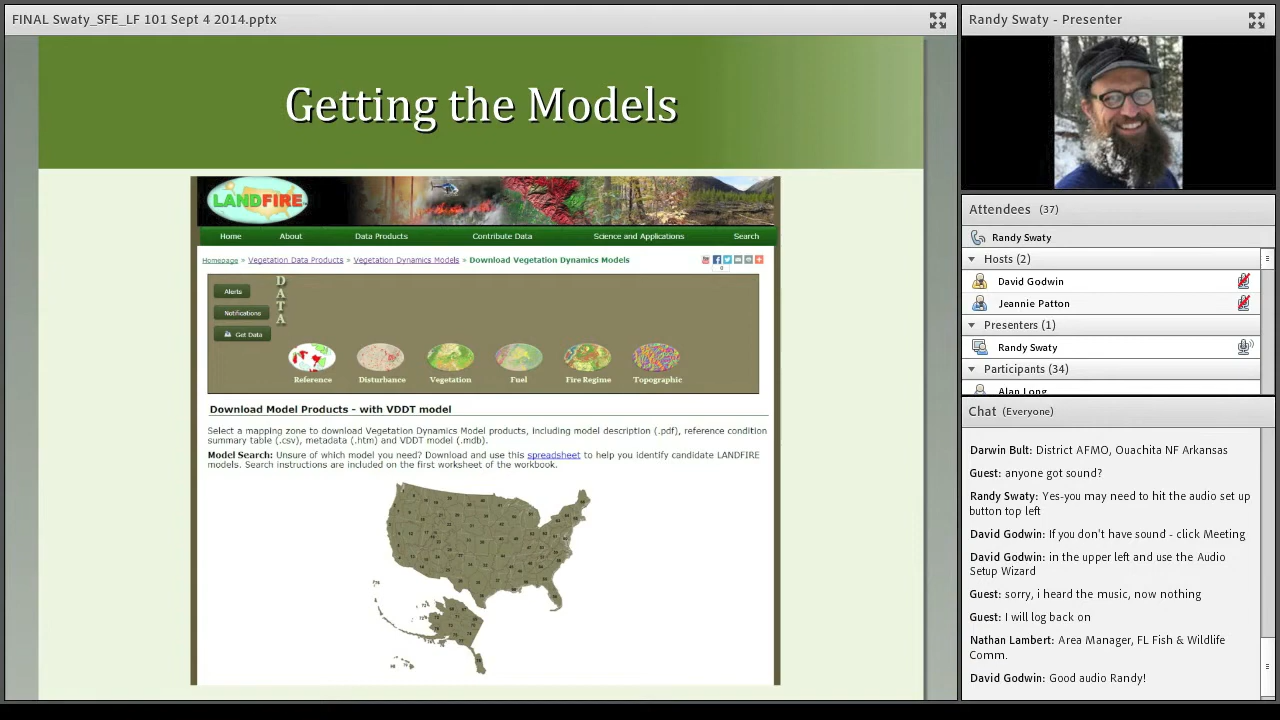 FINAL Swaty_SFE_LF 101 Sept 4 2014.pptx
Getting the Models
LANDFIRE
Home About Data Products Contribute Data Science and Applications Search
Homepage » Vegetation Data Products » Vegetation Dynamics Models » Download Vegetation Dynamics Models
0
Alerts
Notifications
Get Data
DATA
Reference Disturbance Vegetation Fuel Fire Regime Topographic
Download Model Products - with VDDT model
Select a mapping zone to download Vegetation Dynamics Model products, including model description (.pdf), reference condition
summary table (.csv), metadata (.htm) and VDDT model (.mdb).
Model Search: Unsure of which model you need? Download and use this spreadsheet to help you identify candidate LANDFIRE
models. Search instructions are included on the first worksheet of the workbook.
Randy Swaty - Presenter
Attendees (37)
Randy Swaty
Hosts (2)
David Godwin
Jeannie Patton
Presenters (1)
Randy Swaty
Participants (34)
Alan Long
Chat (Everyone)
Darwin Bult: District AFMO, Ouachita NF Arkansas
Guest: anyone got sound?
Randy Swaty: Yes-you may need to hit the audio set up
button top left
David Godwin: If you don't have sound - click Meeting
David Godwin: in the upper left and use the Audio
Setup Wizard
Guest: sorry, i heard the music, now nothing
Guest: I will log back on
Nathan Lambert: Area Manager, FL Fish & Wildlife
Comm.
David Godwin: Good audio Randy!